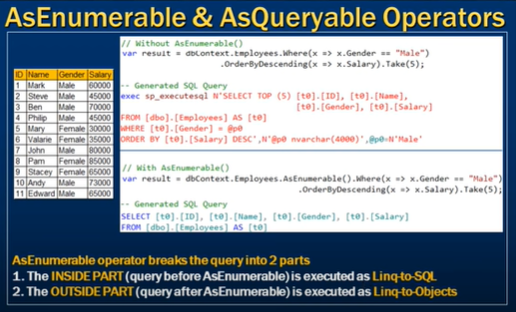 AsEnumerable & AsQueryable Operators
ID Name Gender Salary
1 Mark Male 60000
2 Steve Male 45000
3 Ben Male 70000
4 Philip Male 45000
5 Mary Female 30000
6 Valarie Female 35000
7 John Male 80000
8 Pam Female 85000
9 Stacey Female 65000
10 Andy Male 73000
11 Edward Male 65000
// Without AsEnumerable()
var result = dbContext.Employees.Where(x => x.Gender == "Male")
.OrderByDescending(x => x.Salary).Take(5);
-- Generated SQL Query
exec sp_executesql N'SELECT TOP (5) [t0].[ID], [t0].[Name],
[t0].[Gender], [t0].[Salary]
FROM [dbo].[Employees] AS [t0]
WHERE [t0].[Gender] = @p0
ORDER BY [t0].[Salary] DESC',N'@p0 nvarchar(4000)',@p0=N'Male'
// With AsEnumerable()
var result = dbContext.Employees.AsEnumerable().Where(x => x.Gender == "Male")
.OrderByDescending(x => x.Salary).Take(5);
-- Generated SQL Query
SELECT [t0].[ID], [t0].[Name], [t0].[Gender], [t0].[Salary]
FROM [dbo].[Employees] AS [t0]
AsEnumerable operator breaks the query into 2 parts
1. The INSIDE PART (query before AsEnumerable) is executed as Linq-to-SQL
2. The OUTSIDE PART (query after AsEnumerable) is executed as Linq-to-Objects